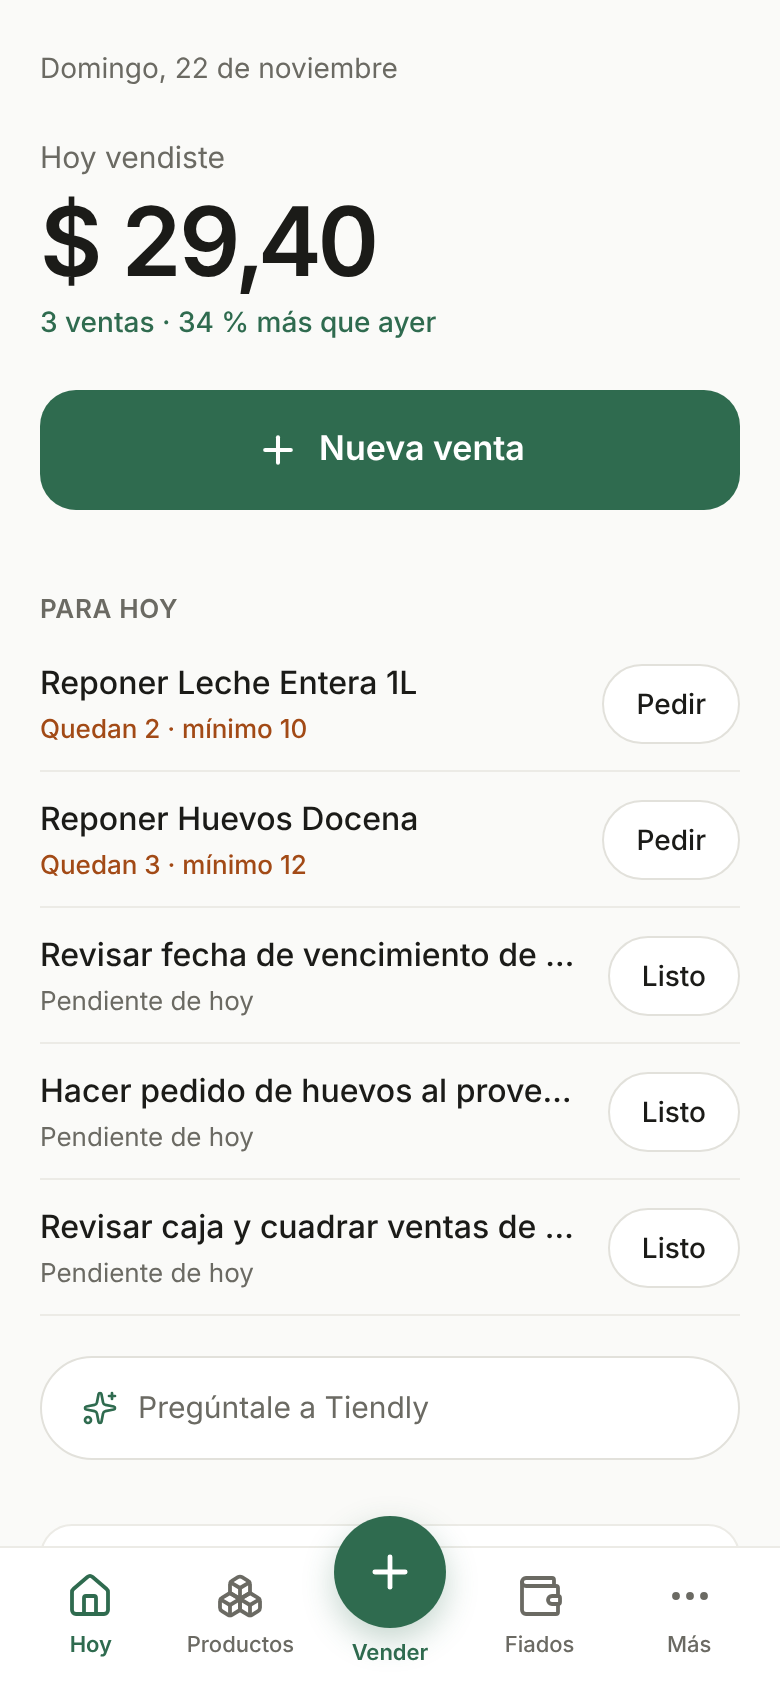 Domingo, 22 de noviembre
Hoy vendiste
$ 29,40
3 ventas · 34 % más que ayer
Nueva venta
PARA HOY
Reponer Leche Entera 1L
Quedan 2 · mínimo 10
Pedir
Reponer Huevos Docena
Quedan 3 · mínimo 12
Pedir
Revisar fecha de vencimiento de ...
Pendiente de hoy
Listo
Hacer pedido de huevos al prove...
Pendiente de hoy
Listo
Revisar caja y cuadrar ventas de ...
Pendiente de hoy
Listo
Pregúntale a Tiendly
Hoy
Productos
Vender
Fiados
Más